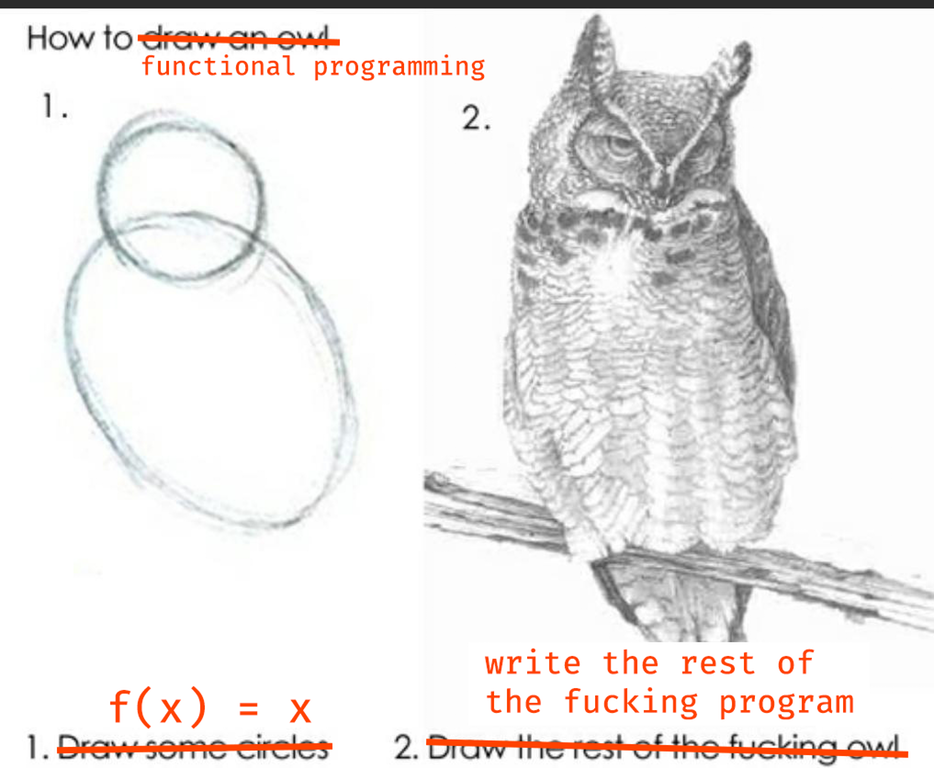 How to draw an owl
functional programming
1.
2.
f(x) = x
1. Draw some circles
write the rest of
the fucking program
2. Draw the rest of the fucking owl